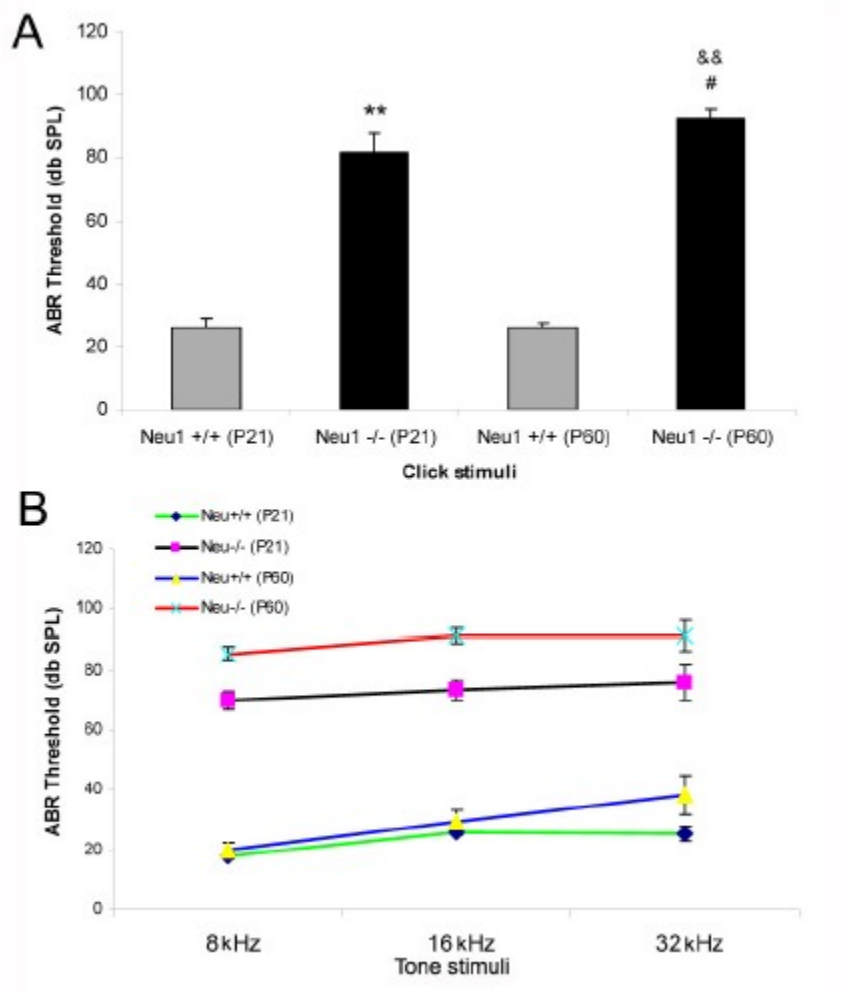 A
ABR Threshold (db SPL)
120
100
80
60
40
20
0
**
&&
#
Neu1 +/+ (P21) Neu1 -/- (P21) Neu1 +/+ (P60) Neu1 -/- (P60)
Click stimuli
B
Neu+/+ (P21)
Neu-/- (P21)
Neu+/+ (P60)
Neu-/- (P60)
ABR Threshold (db SPL)
120
100
80
60
40
20
0
8kHz 16kHz 32kHz
Tone stimuli